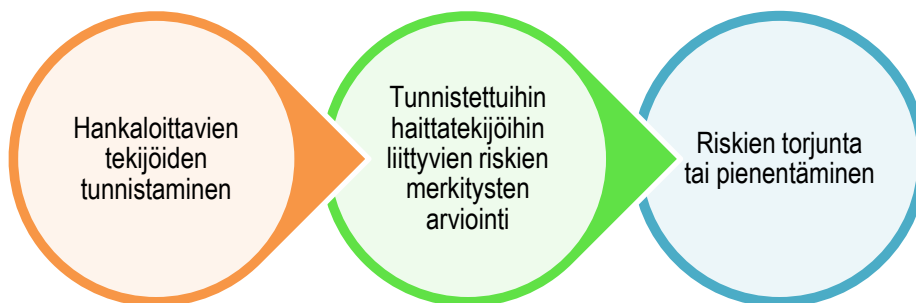 Hankaloittavien
tekijöiden
tunnistaminen
Tunnistettuihin
haittatekijöihin
liittyvien riskien
merkitysten
arviointi
Riskien torjunta
tai pienentäminen